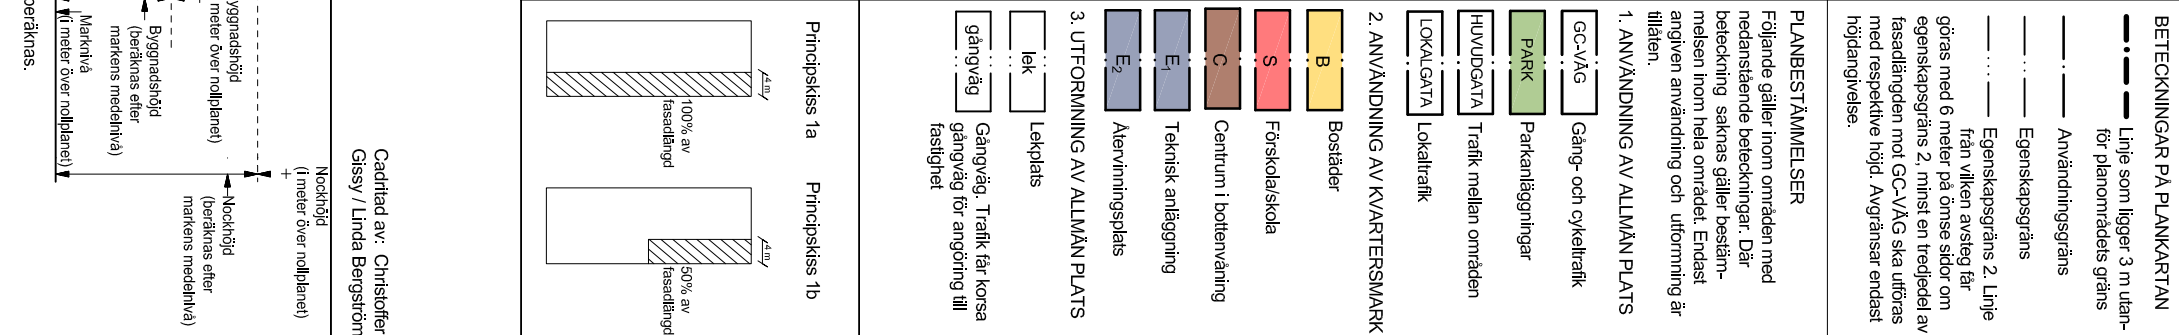 BETECKNINGAR PÅ PLANKARTAN
Linje som ligger 3 m utan-
för planområdets gräns
Användningsgräns
Egenskapsgräns
Egenskapsgräns 2. Linje
från vilken avsteg får
göras med 6 meter på ömse sidor om
egenskapsgräns 2, minst en tredjedel av
fasadlängden mot GC-VÄG ska utföras
med respektive höjd. Avgränsar endast
höjdangivelse.
PLANBESTÄMMELSER
Följande gäller inom områden med
nedanstående beteckningar. Där
beteckning saknas gäller bestäm-
melsen inom hela området. Endast
angiven användning och utformning är
tillåten.
1. ANVÄNDNING AV ALLMÄN PLATS
GC-VÄG Gång- och cykeltrafik
PARK Parkanläggningar
HUVUDGATA Trafik mellan områden
LOKALGATA Lokaltrafik
2. ANVÄNDNING AV KVARTERSMARK
B Bostäder
S Förskola/skola
C Centrum i bottenvåning
E1 Teknisk anläggning
E2 Återvinningsplats
3. UTFORMNING AV ALLMÄN PLATS
lek Lekplats
gångväg Gångväg. Trafik får korsa
gångväg för angöring till
fastighet
Principskiss 1a
4 m
100% av
fasadlängd
Principskiss 1b
4 m
50% av
fasadlängd
Cadritad av: Christoffer
Gissy / Linda Bergström
Nockhöjd
(i meter över nollplanet)
Nockhöjd
(beräknas efter
markens medelnivå)
meter över nollplanet)
Byggnadshöjd
(beräknas efter
markens medelnivå)
Marknivå
(i meter över nollplanet)